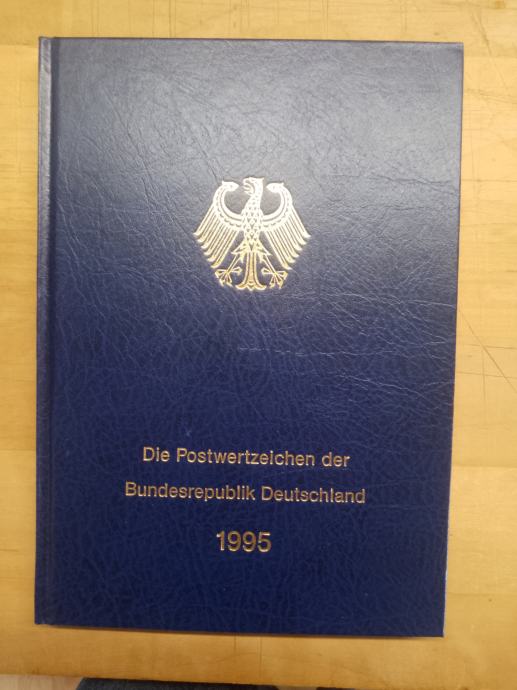 Die Postwertzeichen der
Bundesrepublik Deutschland
1995